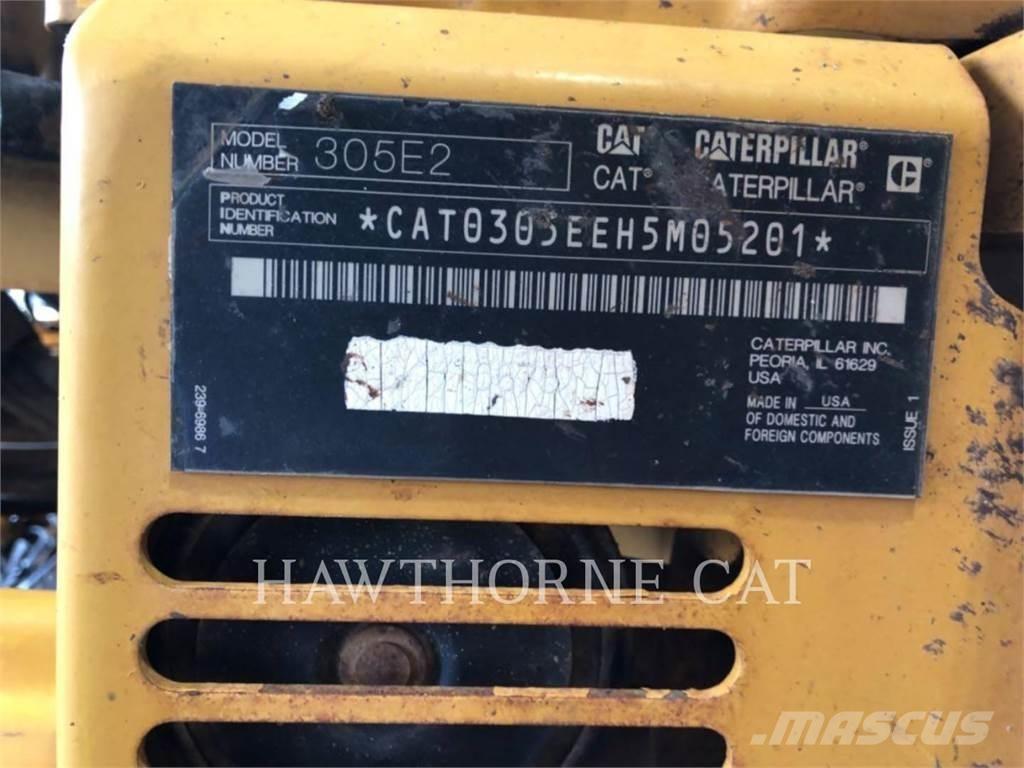 MODEL
NUMBER 305E2
CAT CATERPILLAR®
CAT® CATERPILLAR®
C®
PRODUCT
IDENTIFICATION
NUMBER
*CAT0305EEH5M05201*
CATERPILLAR INC.
PEORIA, IL 61629
USA
MADE IN USA
OF DOMESTIC AND
FOREIGN COMPONENTS
239-6986 7
ISSUE 1
HAWTHORNE CAT
MASCUS